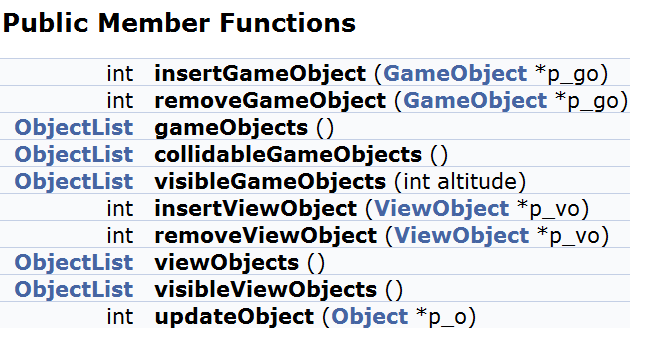 Public Member Functions
int insertGameObject (GameObject *p_go)
int removeGameObject (GameObject *p_go)
ObjectList gameObjects ()
ObjectList collidableGameObjects ()
ObjectList visibleGameObjects (int altitude)
int insertViewObject (ViewObject *p_vo)
int removeViewObject (ViewObject *p_vo)
ObjectList viewObjects ()
ObjectList visibleViewObjects ()
int updateObject (Object *p_o)